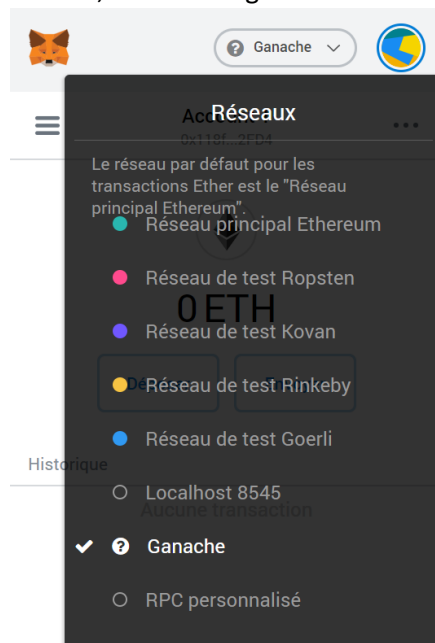 Ganache
Réseaux
0x118f...2FD4
Le réseau par défaut pour les
transactions Ether est le "Réseau
principal Ethereum".
Réseau principal Ethereum
Réseau de test Ropsten
0 ETH
Réseau de test Kovan
Réseau de test Rinkeby
Réseau de test Goerli
Historique
Localhost 8545
Aucune transaction
Ganache
RPC personnalisé